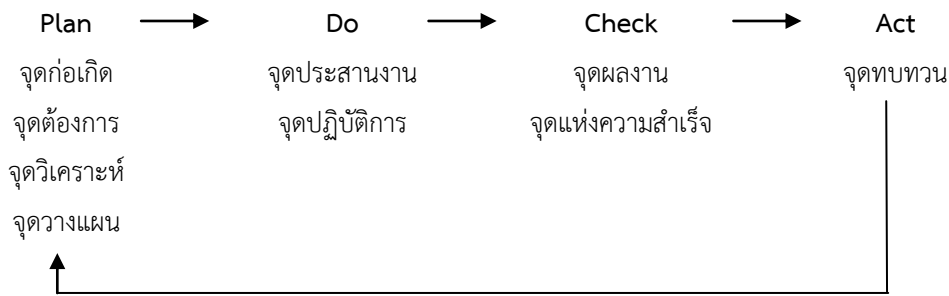 Plan Do Check Act
จุดก่อเกิด จุดประสานงาน จุดผลงาน จุดทบทวน
จุดต้องการ จุดปฏิบัติการ จุดแห่งความสำเร็จ
จุดวิเคราะห์
จุดวางแผน